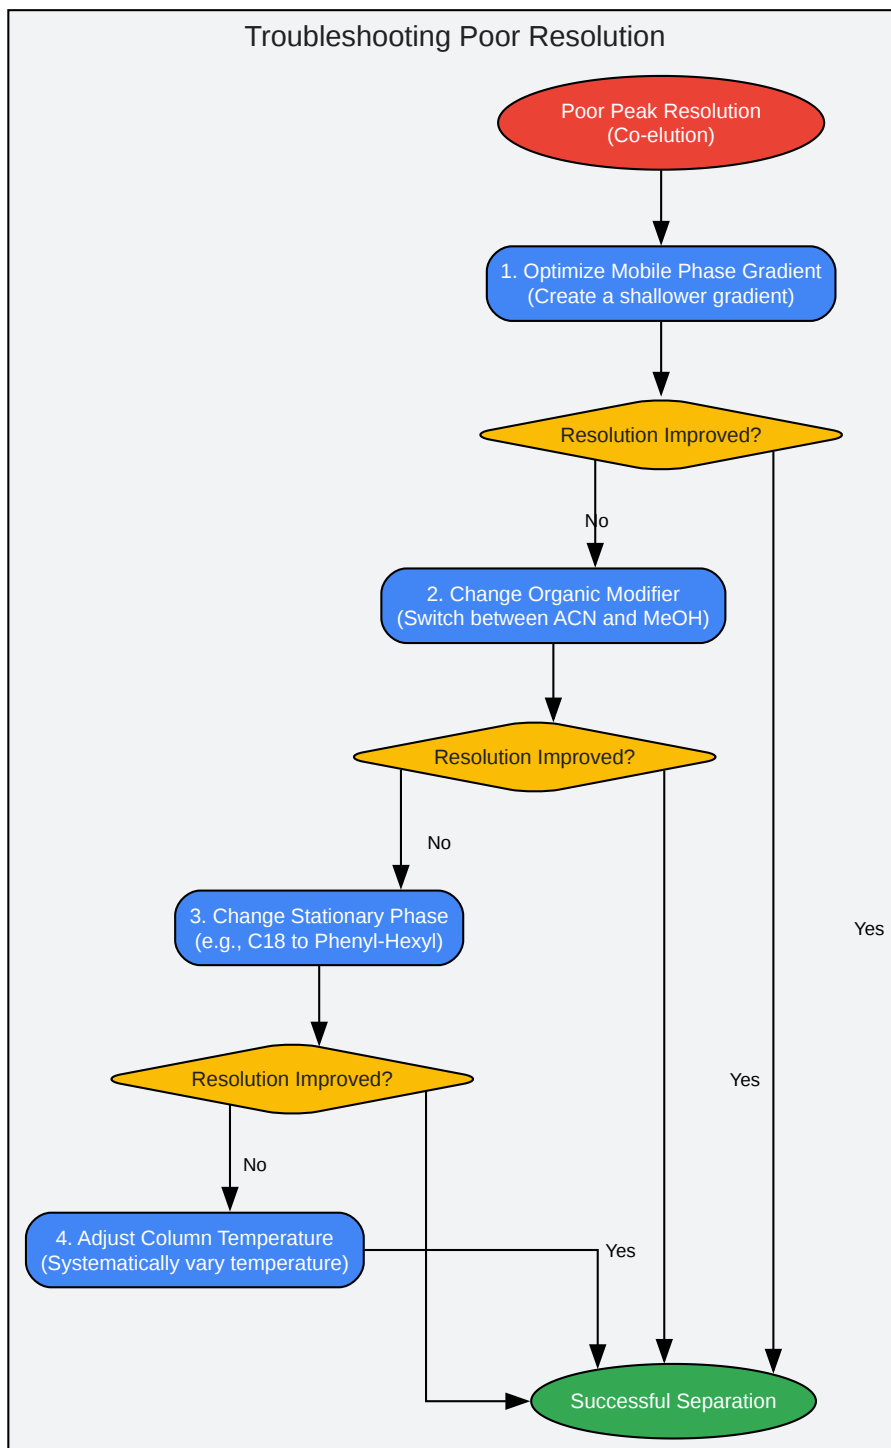 Troubleshooting Poor Resolution
Poor Peak Resolution
(Co-elution)
1. Optimize Mobile Phase Gradient
(Create a shallower gradient)
Resolution Improved?
No
2. Change Organic Modifier
(Switch between ACN and MeOH)
Resolution Improved?
No
3. Change Stationary Phase
(e.g., C18 to Phenyl-Hexyl)
Yes
Resolution Improved?
Yes
No
4. Adjust Column Temperature
(Systematically vary temperature)
Yes
Successful Separation